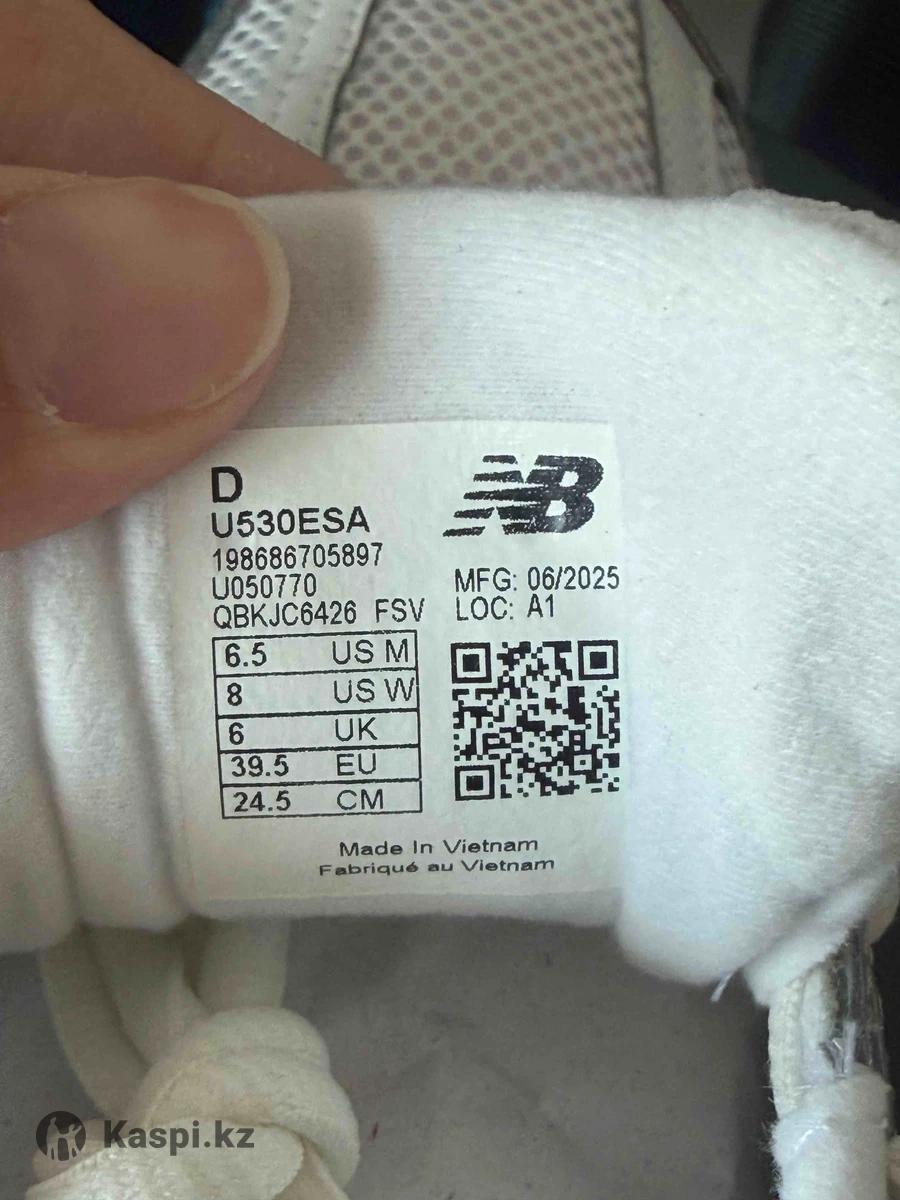 D
NB
U530ESA
198686705897
U050770
MFG: 06/2025
QBKJC6426 FSV
LOC: A1
6.5 US M
8 US W
6 UK
39.5 EU
24.5 CM
Made In Vietnam
Fabriqué au Vietnam
Kaspi.kz